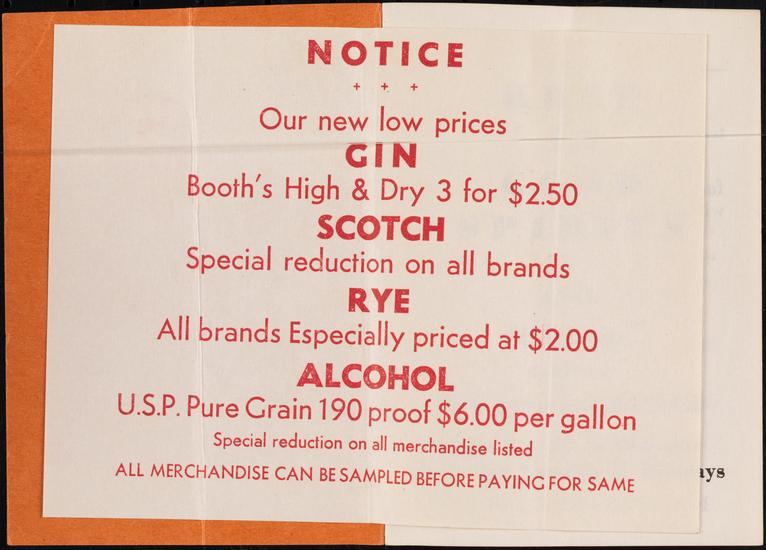 NOTICE
+ + +
Our new low prices
GIN
Booth's High & Dry 3 for $2.50
SCOTCH
Special reduction on all brands
RYE
All brands Especially priced at $2.00
ALCOHOL
U.S.P. Pure Grain 190 proof $6.00 per gallon
Special reduction on all merchandise listed
ALL MERCHANDISE CAN BE SAMPLED BEFORE PAYING FOR SAME